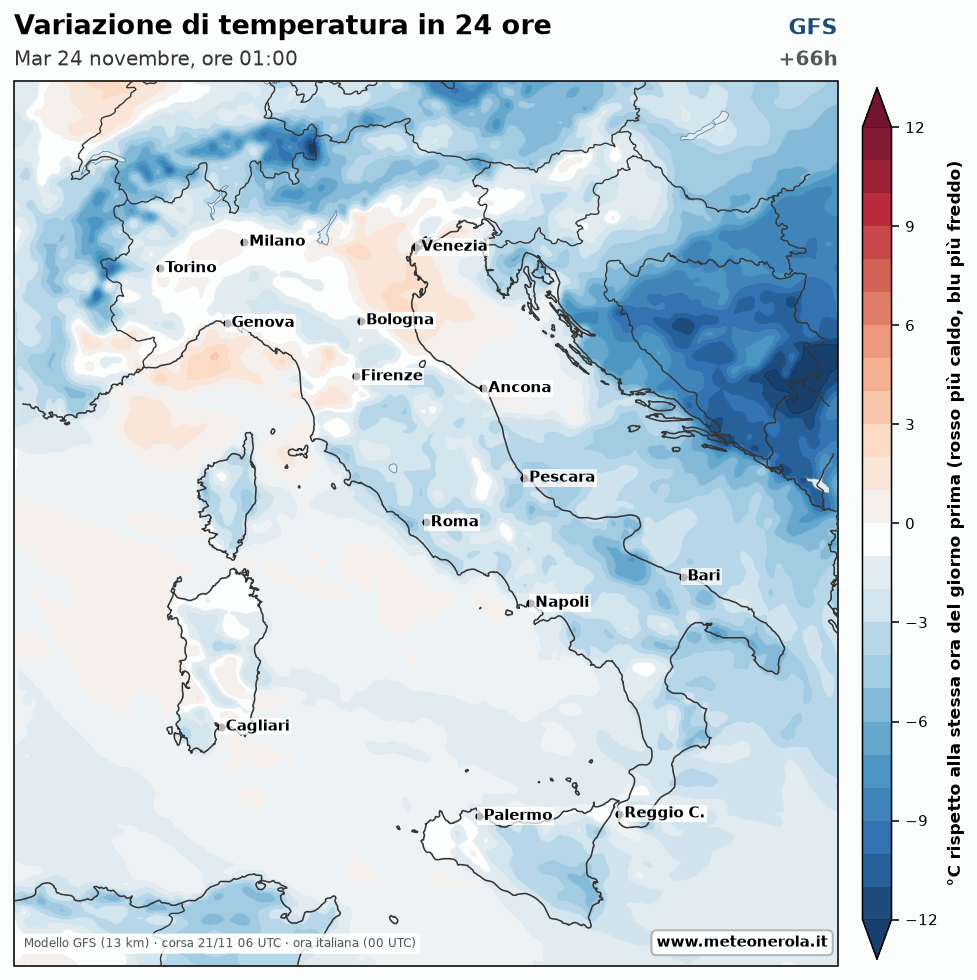 Variazione di temperatura in 24 ore
GFS
Mar 24 novembre, ore 01:00
+66h
Milano
Venezia
Torino
Genova
Bologna
Firenze
Ancona
Pescara
Roma
Bari
Napoli
Cagliari
Palermo
Reggio C.
12
9
6
3
0
−3
−6
−9
−12
°C rispetto alla stessa ora del giorno prima (rosso più caldo, blu più freddo)
Modello GFS (13 km) · corsa 21/11 06 UTC · ora italiana (00 UTC)
www.meteonerola.it